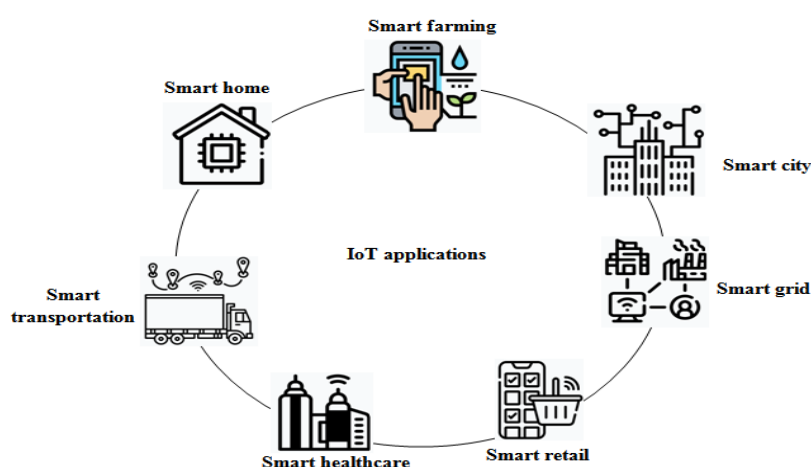 Smart farming
Smart home
Smart city
IoT applications
Smart grid
Smart
transportation
Smart retail
Smart healthcare